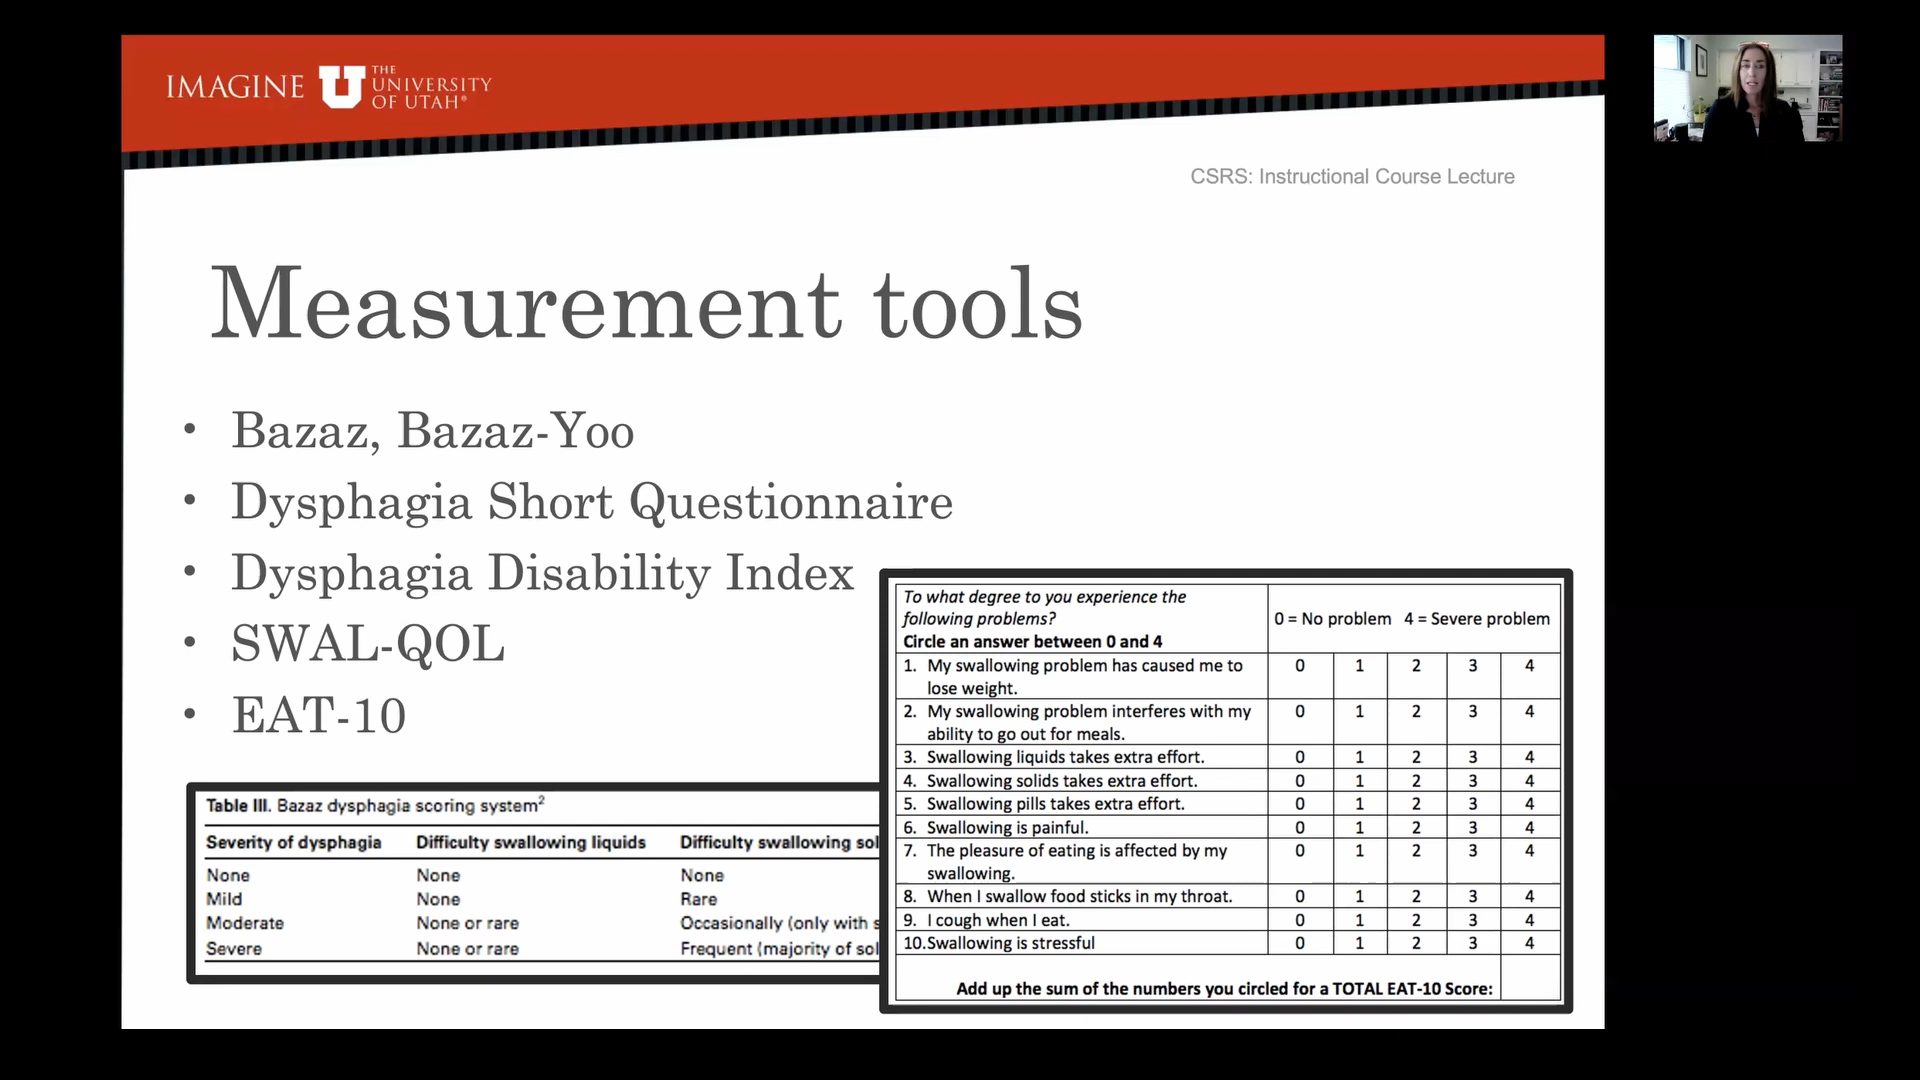 IMAGINE U THE UNIVERSITY OF UTAH®
CSRS: Instructional Course Lecture
Measurement tools
• Bazaz, Bazaz-Yoo
• Dysphagia Short Questionnaire
• Dysphagia Disability Index
• SWAL-QOL
• EAT-10
Table III. Bazaz dysphagia scoring system2
Severity of dysphagia Difficulty swallowing liquids Difficulty swallowing sol
None None None
Mild None Rare
Moderate None or rare Occasionally (only with s
Severe None or rare Frequent (majority of sol
To what degree to you experience the
following problems?
Circle an answer between 0 and 4
0 = No problem 4 = Severe problem
1. My swallowing problem has caused me to 0 1 2 3 4
lose weight.
2. My swallowing problem interferes with my 0 1 2 3 4
ability to go out for meals.
3. Swallowing liquids takes extra effort. 0 1 2 3 4
4. Swallowing solids takes extra effort. 0 1 2 3 4
5. Swallowing pills takes extra effort. 0 1 2 3 4
6. Swallowing is painful. 0 1 2 3 4
7. The pleasure of eating is affected by my 0 1 2 3 4
swallowing.
8. When I swallow food sticks in my throat. 0 1 2 3 4
9. I cough when I eat. 0 1 2 3 4
10.Swallowing is stressful 0 1 2 3 4
Add up the sum of the numbers you circled for a TOTAL EAT-10 Score: